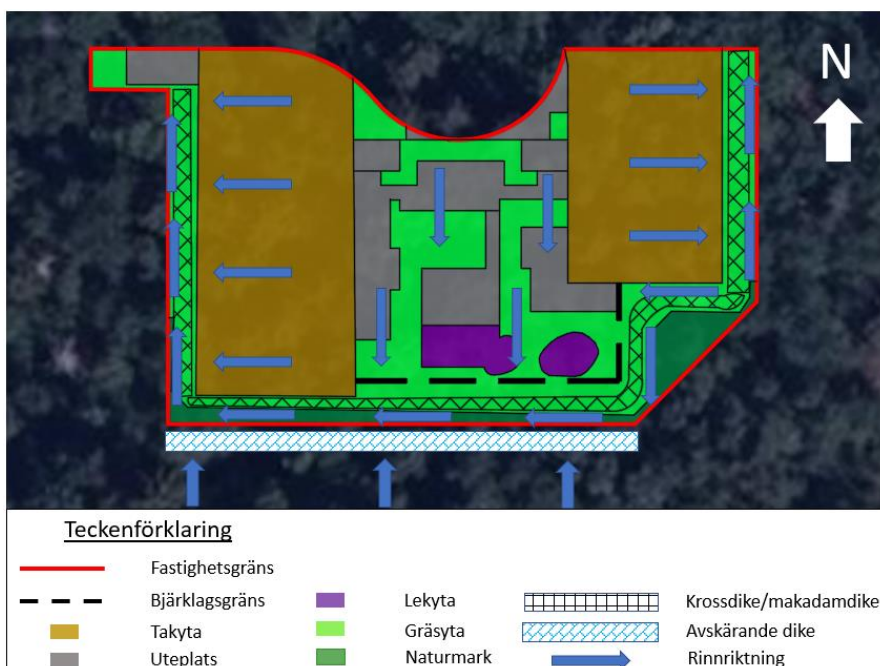 N
Teckenförklaring
Fastighetsgräns
Bjärklagsgräns
Lekyta
Krossdike/makadamdike
Takyta
Gräsyta
Avskärande dike
Uteplats
Naturmark
Rinnriktning